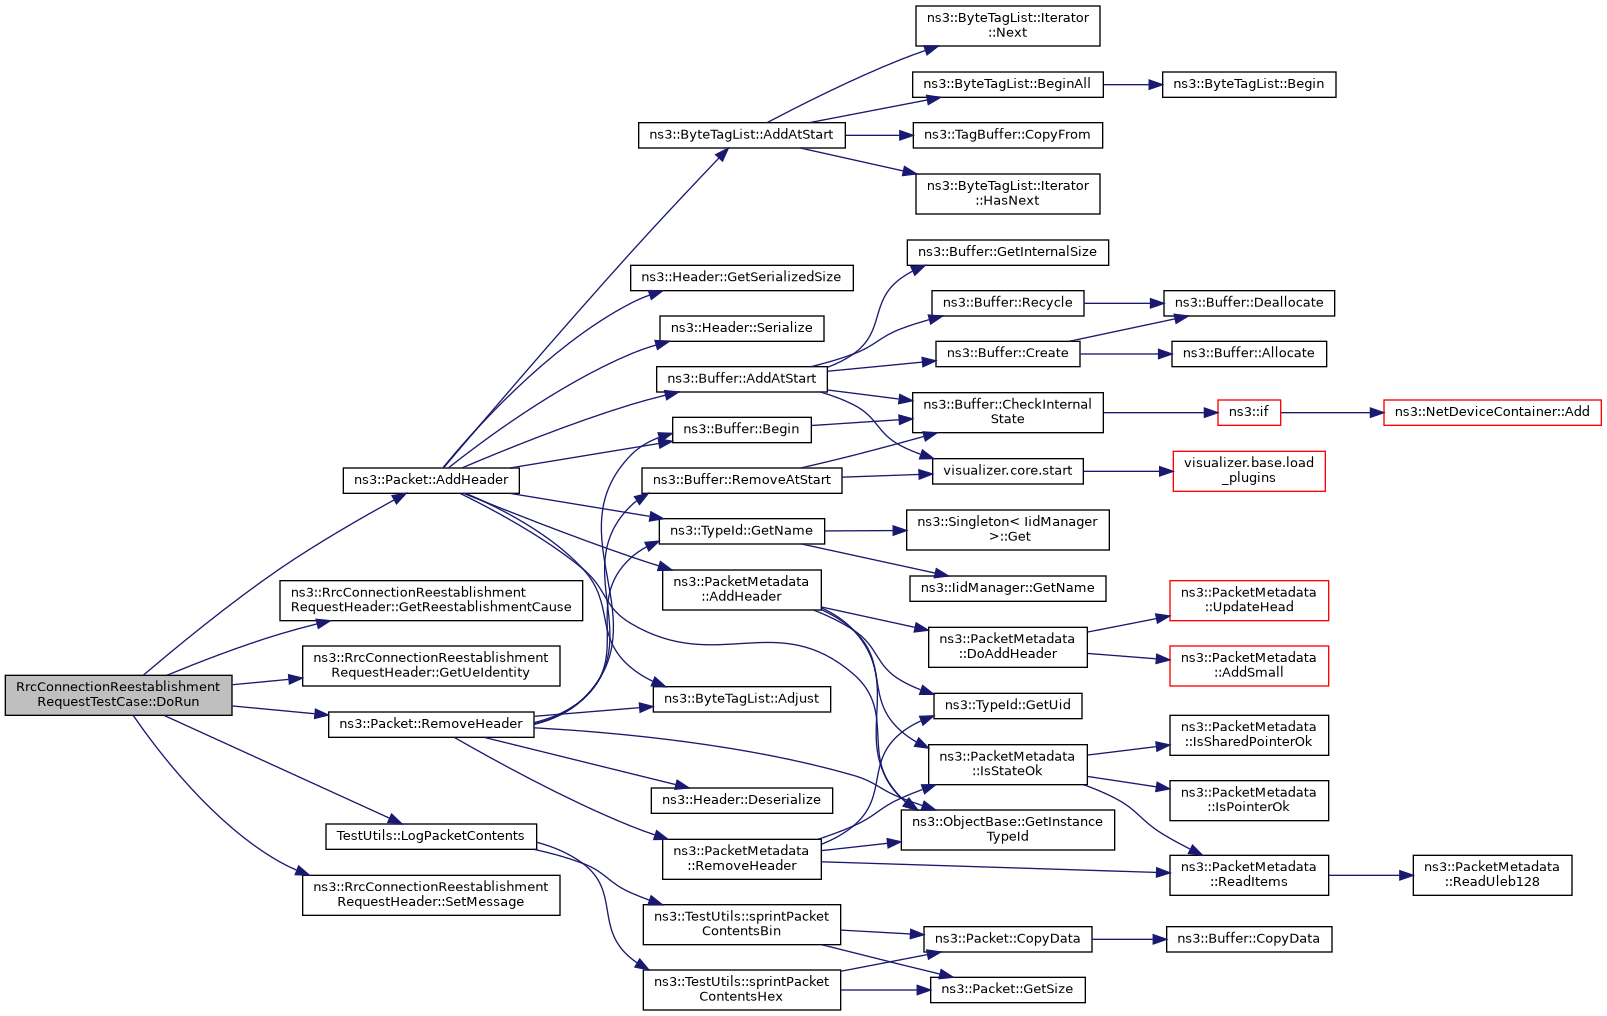 ns3::ByteTagList::Iterator
::Next
ns3::ByteTagList::BeginAll
ns3::ByteTagList::Begin
ns3::ByteTagList::AddAtStart
ns3::TagBuffer::CopyFrom
ns3::ByteTagList::Iterator
::HasNext
ns3::Buffer::GetInternalSize
ns3::Header::GetSerializedSize
ns3::Buffer::Recycle
ns3::Buffer::Deallocate
ns3::Header::Serialize
ns3::Buffer::Create
ns3::Buffer::Allocate
ns3::Buffer::AddAtStart
ns3::Buffer::CheckInternal
State
ns3::if
ns3::NetDeviceContainer::Add
ns3::Buffer::Begin
visualizer.core.start
visualizer.base.load
_plugins
ns3::Packet::AddHeader
ns3::Buffer::RemoveAtStart
ns3::TypeId::GetName
ns3::Singleton< IidManager
>::Get
ns3::IidManager::GetName
ns3::PacketMetadata
::AddHeader
ns3::RrcConnectionReestablishment
RequestHeader::GetReestablishmentCause
ns3::PacketMetadata
::UpdateHead
ns3::PacketMetadata
::DoAddHeader
ns3::RrcConnectionReestablishment
RequestHeader::GetUeIdentity
ns3::PacketMetadata
::AddSmall
RrcConnectionReestablishment
RequestTestCase::DoRun
ns3::ByteTagList::Adjust
ns3::TypeId::GetUid
ns3::Packet::RemoveHeader
ns3::PacketMetadata
::IsSharedPointerOk
ns3::PacketMetadata
::IsStateOk
ns3::Header::Deserialize
ns3::PacketMetadata
::IsPointerOk
TestUtils::LogPacketContents
ns3::ObjectBase::GetInstance
TypeId
ns3::PacketMetadata
::RemoveHeader
ns3::PacketMetadata
::ReadItems
ns3::PacketMetadata
::ReadUleb128
ns3::RrcConnectionReestablishment
RequestHeader::SetMessage
ns3::TestUtils::sprintPacket
ContentsBin
ns3::Packet::CopyData
ns3::Buffer::CopyData
ns3::TestUtils::sprintPacket
ContentsHex
ns3::Packet::GetSize